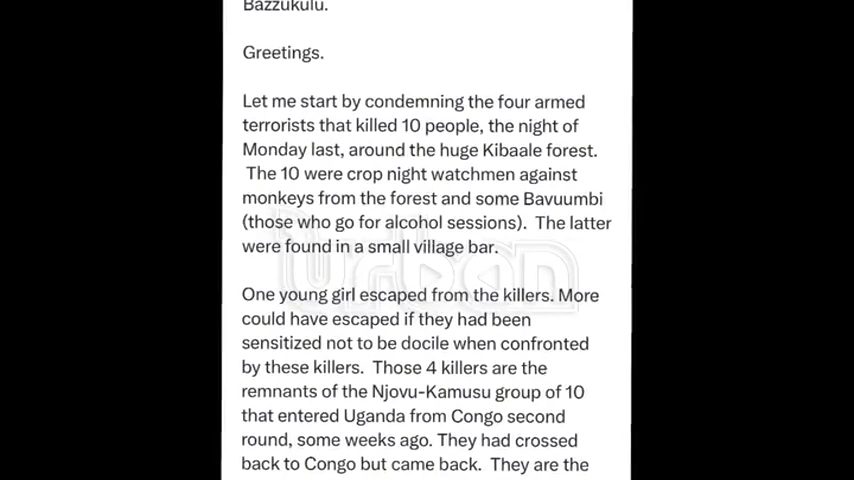 Bazzukulu.
Greetings.
Let me start by condemning the four armed
terrorists that killed 10 people, the night of
Monday last, around the huge Kibaale forest.
The 10 were crop night watchmen against
monkeys from the forest and some Bavuumbi
(those who go for alcohol sessions). The latter
were found in a small village bar.
Urban
One young girl escaped from the killers. More
could have escaped if they had been
sensitized not to be docile when confronted
by these killers. Those 4 killers are the
remnants of the Njovu-Kamusu group of 10
that entered Uganda from Congo second
round, some weeks ago. They had crossed
back to Congo but came back. They are the